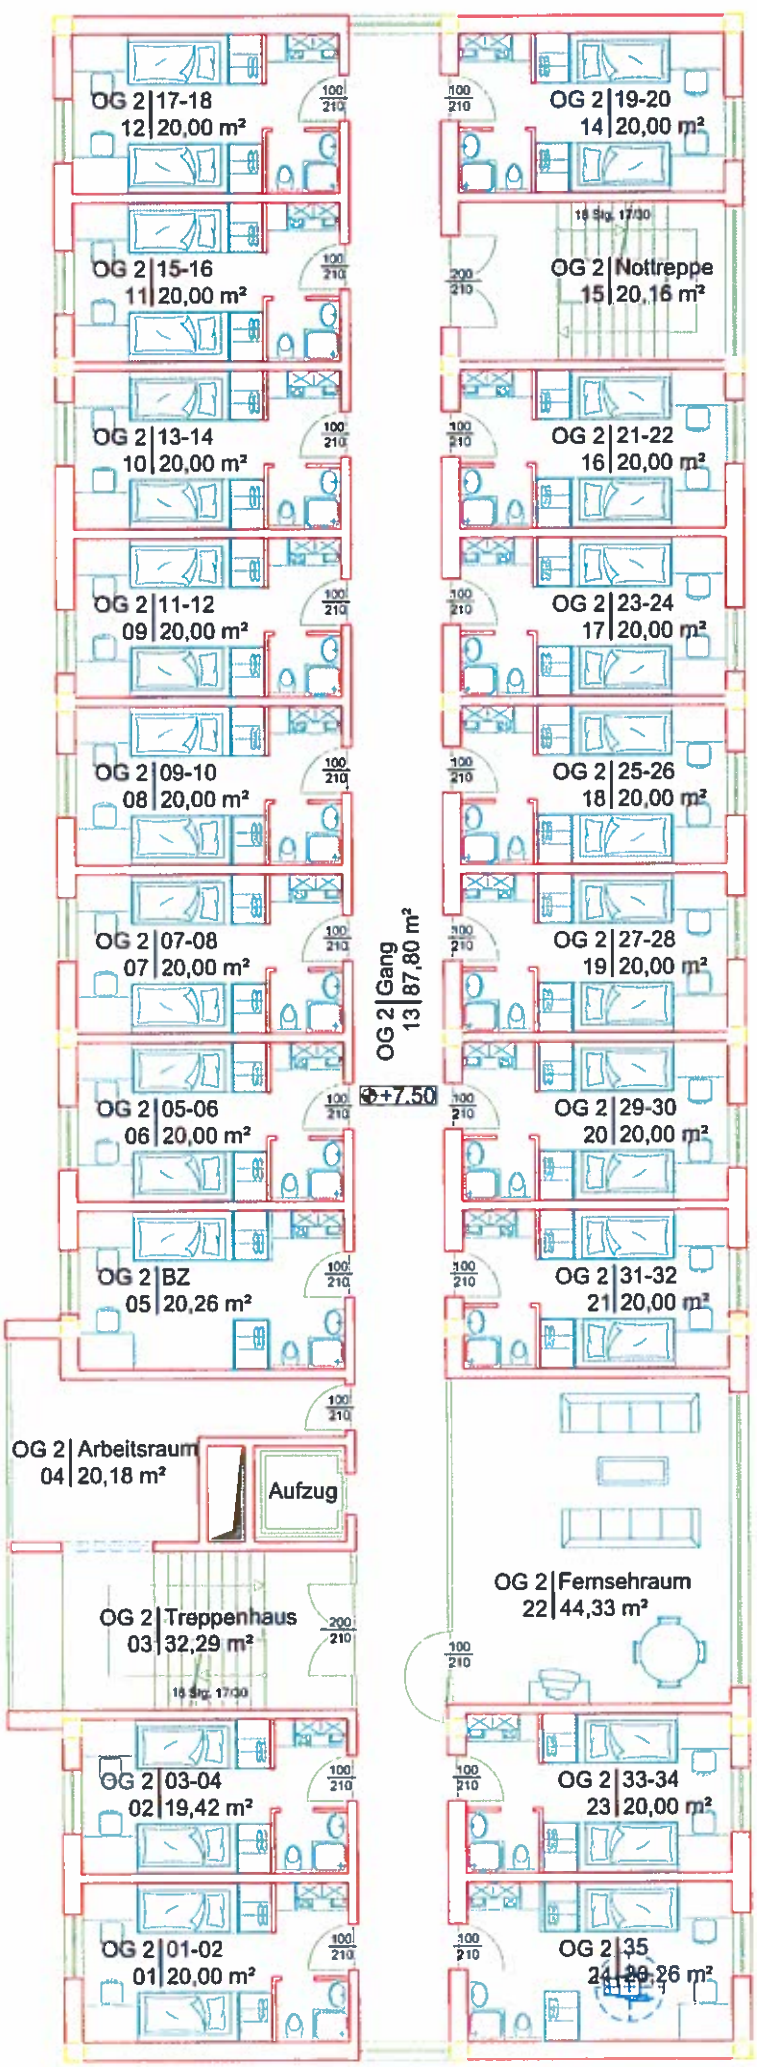 OG 2 17-18
12 20,00 m²
100
210
100
210
OG 2 19-20
14 20,00 m²
18 Stg. 17/30
OG 2 15-16
11 20,00 m²
100
210
200
210
OG 2 Nottreppe
15 20,16 m²
OG 2 13-14
10 20,00 m²
100
210
100
210
OG 2 21-22
16 20,00 m²
OG 2 11-12
09 20,00 m²
100
210
100
210
OG 2 23-24
17 20,00 m²
OG 2 09-10
08 20,00 m²
100
210
100
210
OG 2 25-26
18 20,00 m²
OG 2 07-08
07 20,00 m²
100
210
OG 2 Gang
13 87,80 m²
100
210
OG 2 27-28
19 20,00 m²
+7.50
OG 2 05-06
06 20,00 m²
100
210
100
210
OG 2 29-30
20 20,00 m²
OG 2 BZ
05 20,26 m²
100
210
100
210
OG 2 31-32
21 20,00 m²
100
210
OG 2 Arbeitsraum
04 20,18 m²
Aufzug
OG 2 Fernsehraum
22 44,33 m²
OG 2 Treppenhaus
03 32,29 m²
200
210
100
210
18 Stg. 17/30
OG 2 03-04
02 19,42 m²
100
210
100
210
OG 2 33-34
23 20,00 m²
OG 2 01-02
01 20,00 m²
100
210
100
210
OG 2 35
24 20,26 m²